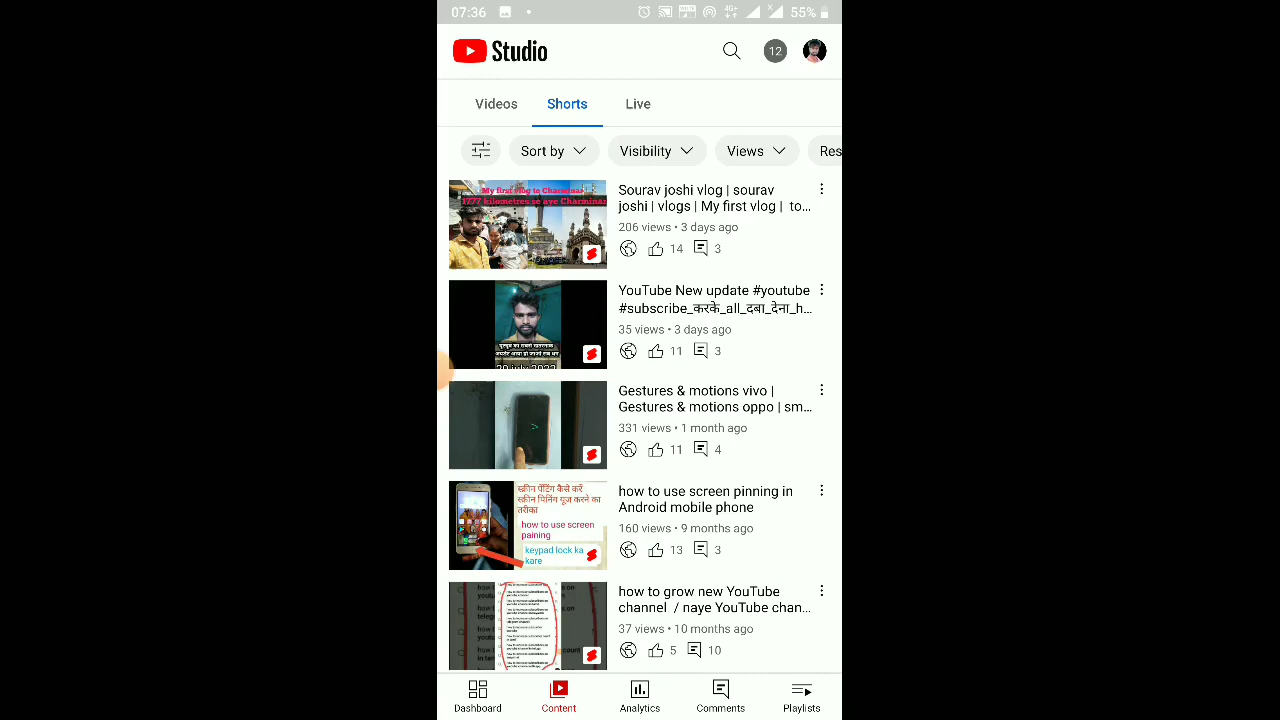 07:36
4G+
55%
Studio
12
Videos Shorts Live
Sort by Visibility Views Res
My first vlog to Charminar
1777 kilometres se aye Charminar
Sourav joshi vlog | sourav
joshi | vlogs | My first vlog | to...
206 views • 3 days ago
14 3
YouTube New update #youtube
#subscribe_करके_all_दबा_देना_h...
35 views • 3 days ago
11 3
Gestures & motions vivo |
Gestures & motions oppo | sm...
331 views • 1 month ago
11 4
स्क्रीन पेंटिंग कैसे करें
स्क्रीन पिनिंग यूज करने का
तरीका
how to use screen
paining
keypad lock ka
kare
how to use screen pinning in
Android mobile phone
160 views • 9 months ago
13 3
how to grow new YouTube
channel / naye YouTube chan...
37 views • 10 months ago
5 10
Dashboard Content Analytics Comments Playlists